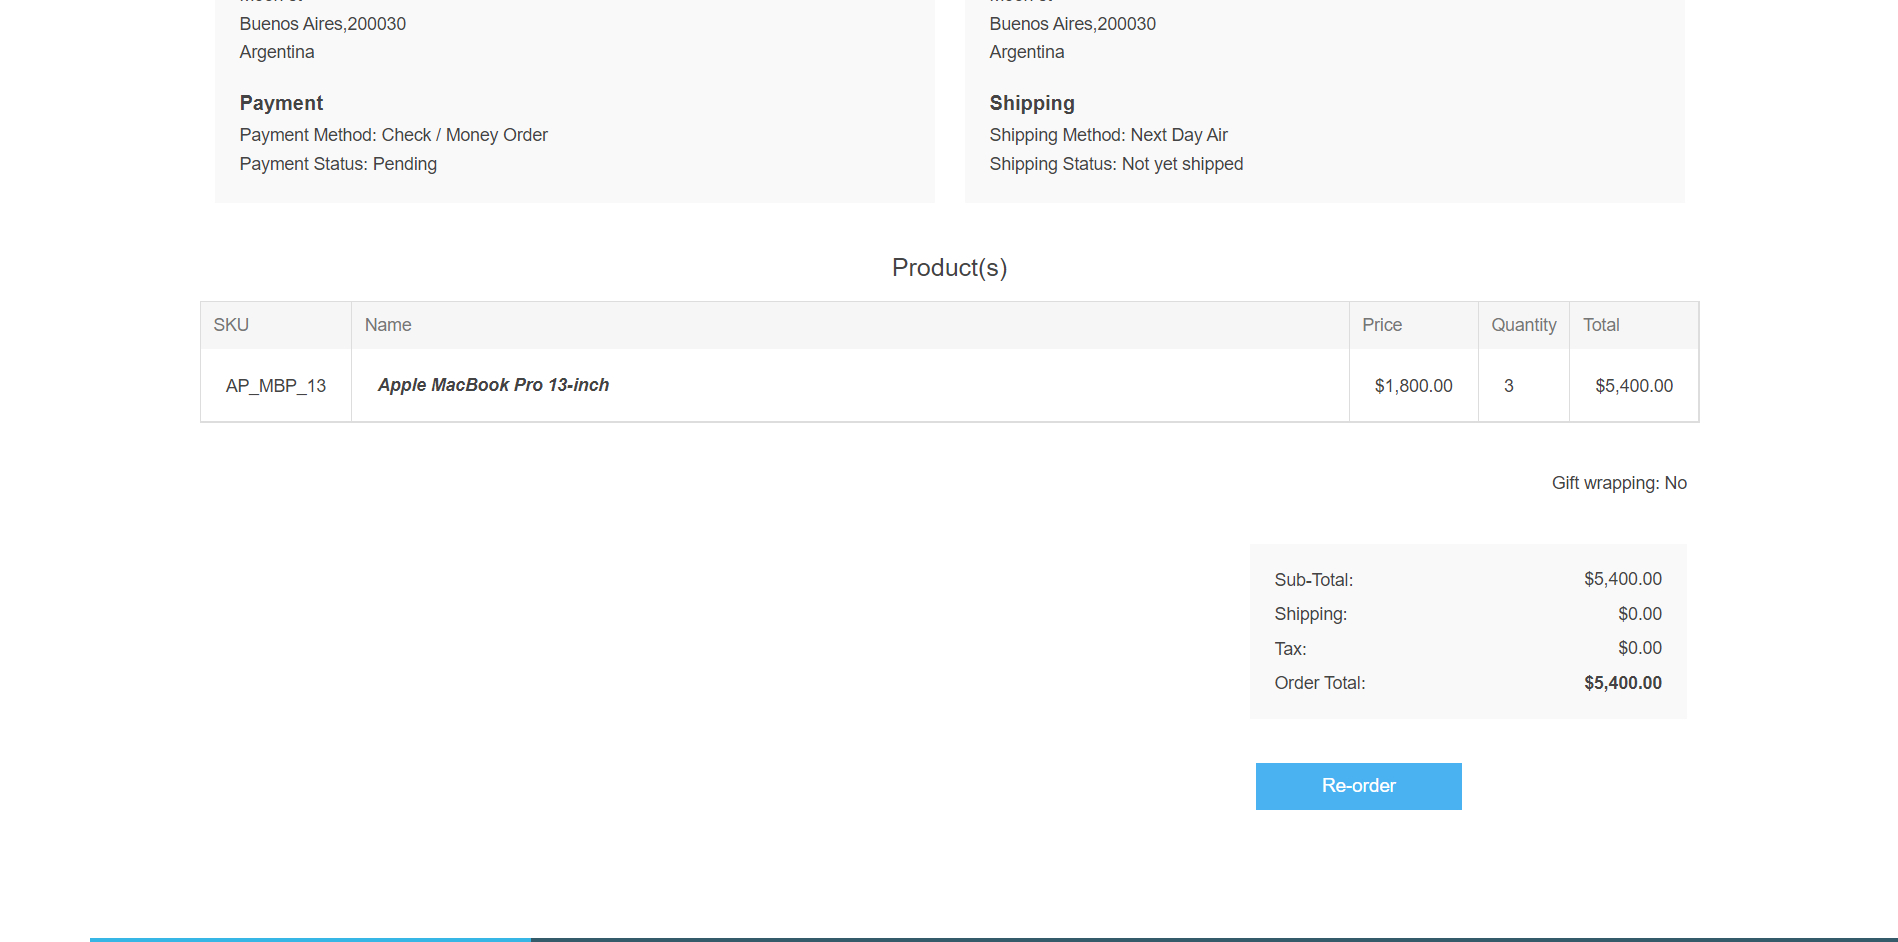 Buenos Aires,200030
Argentina
Payment
Payment Method: Check / Money Order
Payment Status: Pending
Buenos Aires,200030
Argentina
Shipping
Shipping Method: Next Day Air
Shipping Status: Not yet shipped
Product(s)
SKU Name Price Quantity Total
AP_MBP_13 Apple MacBook Pro 13-inch $1,800.00 3 $5,400.00
Gift wrapping: No
Sub-Total: $5,400.00
Shipping: $0.00
Tax: $0.00
Order Total: $5,400.00
Re-order